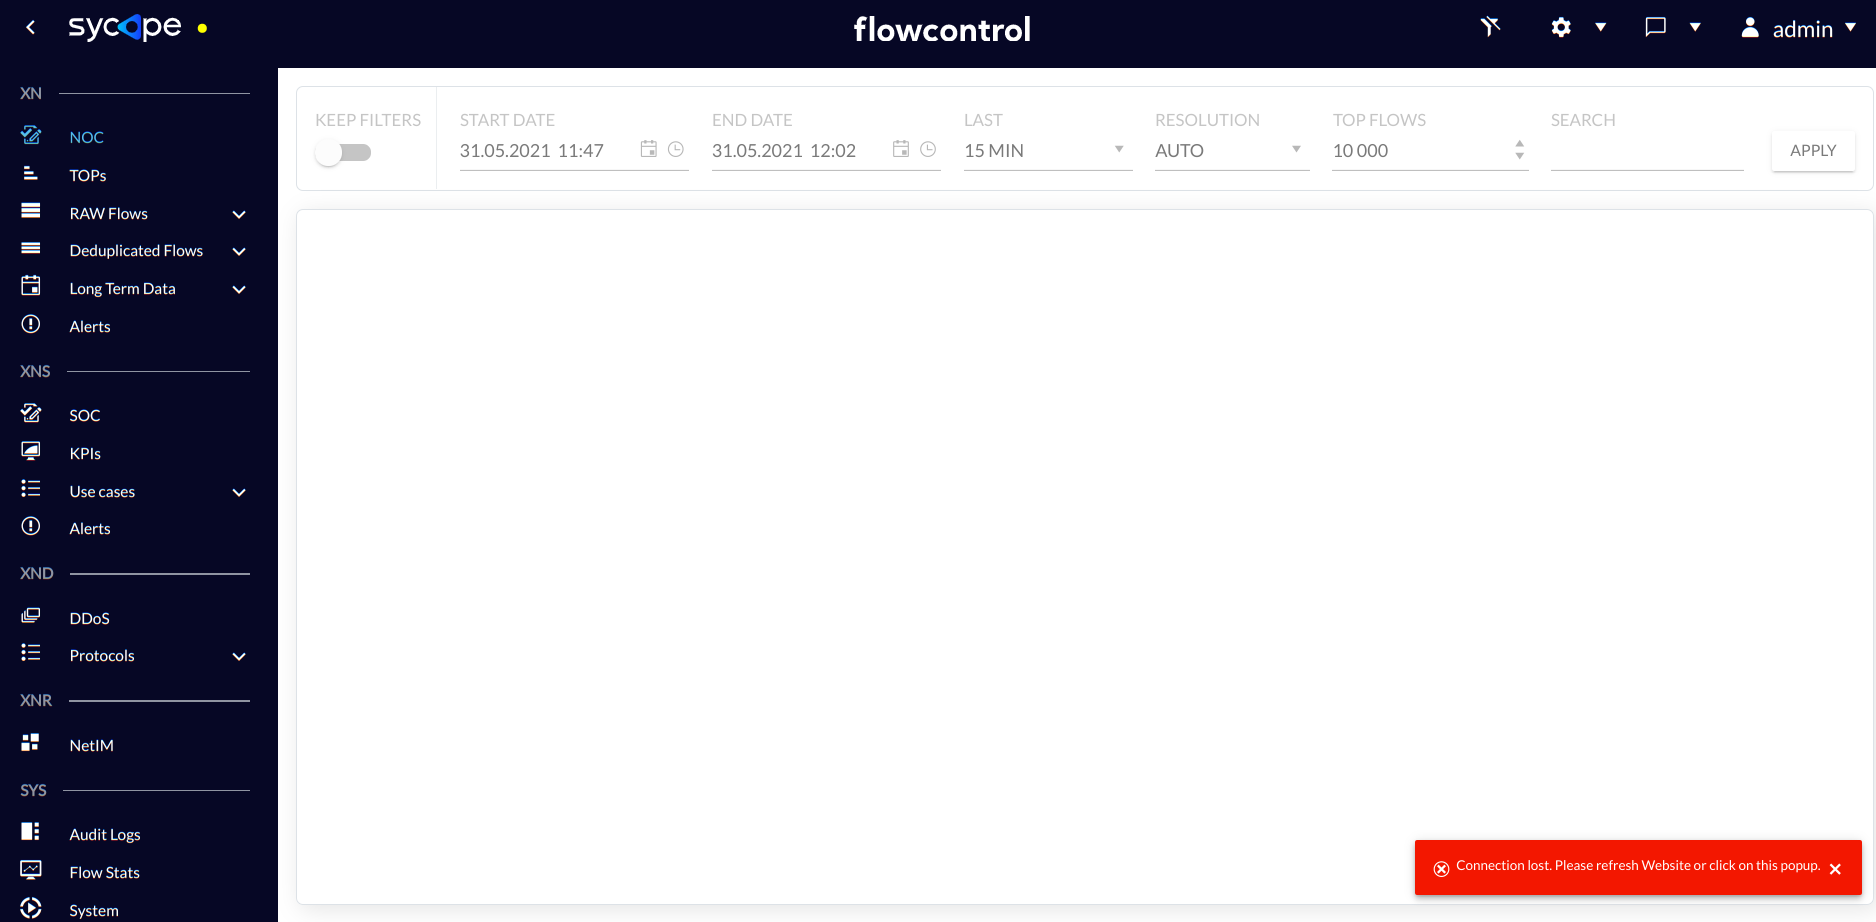 sycope
flowcontrol
admin
XN
NOC
TOPs
RAW Flows
Deduplicated Flows
Long Term Data
Alerts
XNS
SOC
KPIs
Use cases
Alerts
XND
DDoS
Protocols
XNR
NetIM
SYS
Audit Logs
Flow Stats
System
KEEP FILTERS
START DATE
31.05.2021 11:47
END DATE
31.05.2021 12:02
LAST
15 MIN
RESOLUTION
AUTO
TOP FLOWS
10 000
SEARCH
APPLY
Connection lost. Please refresh Website or click on this popup.